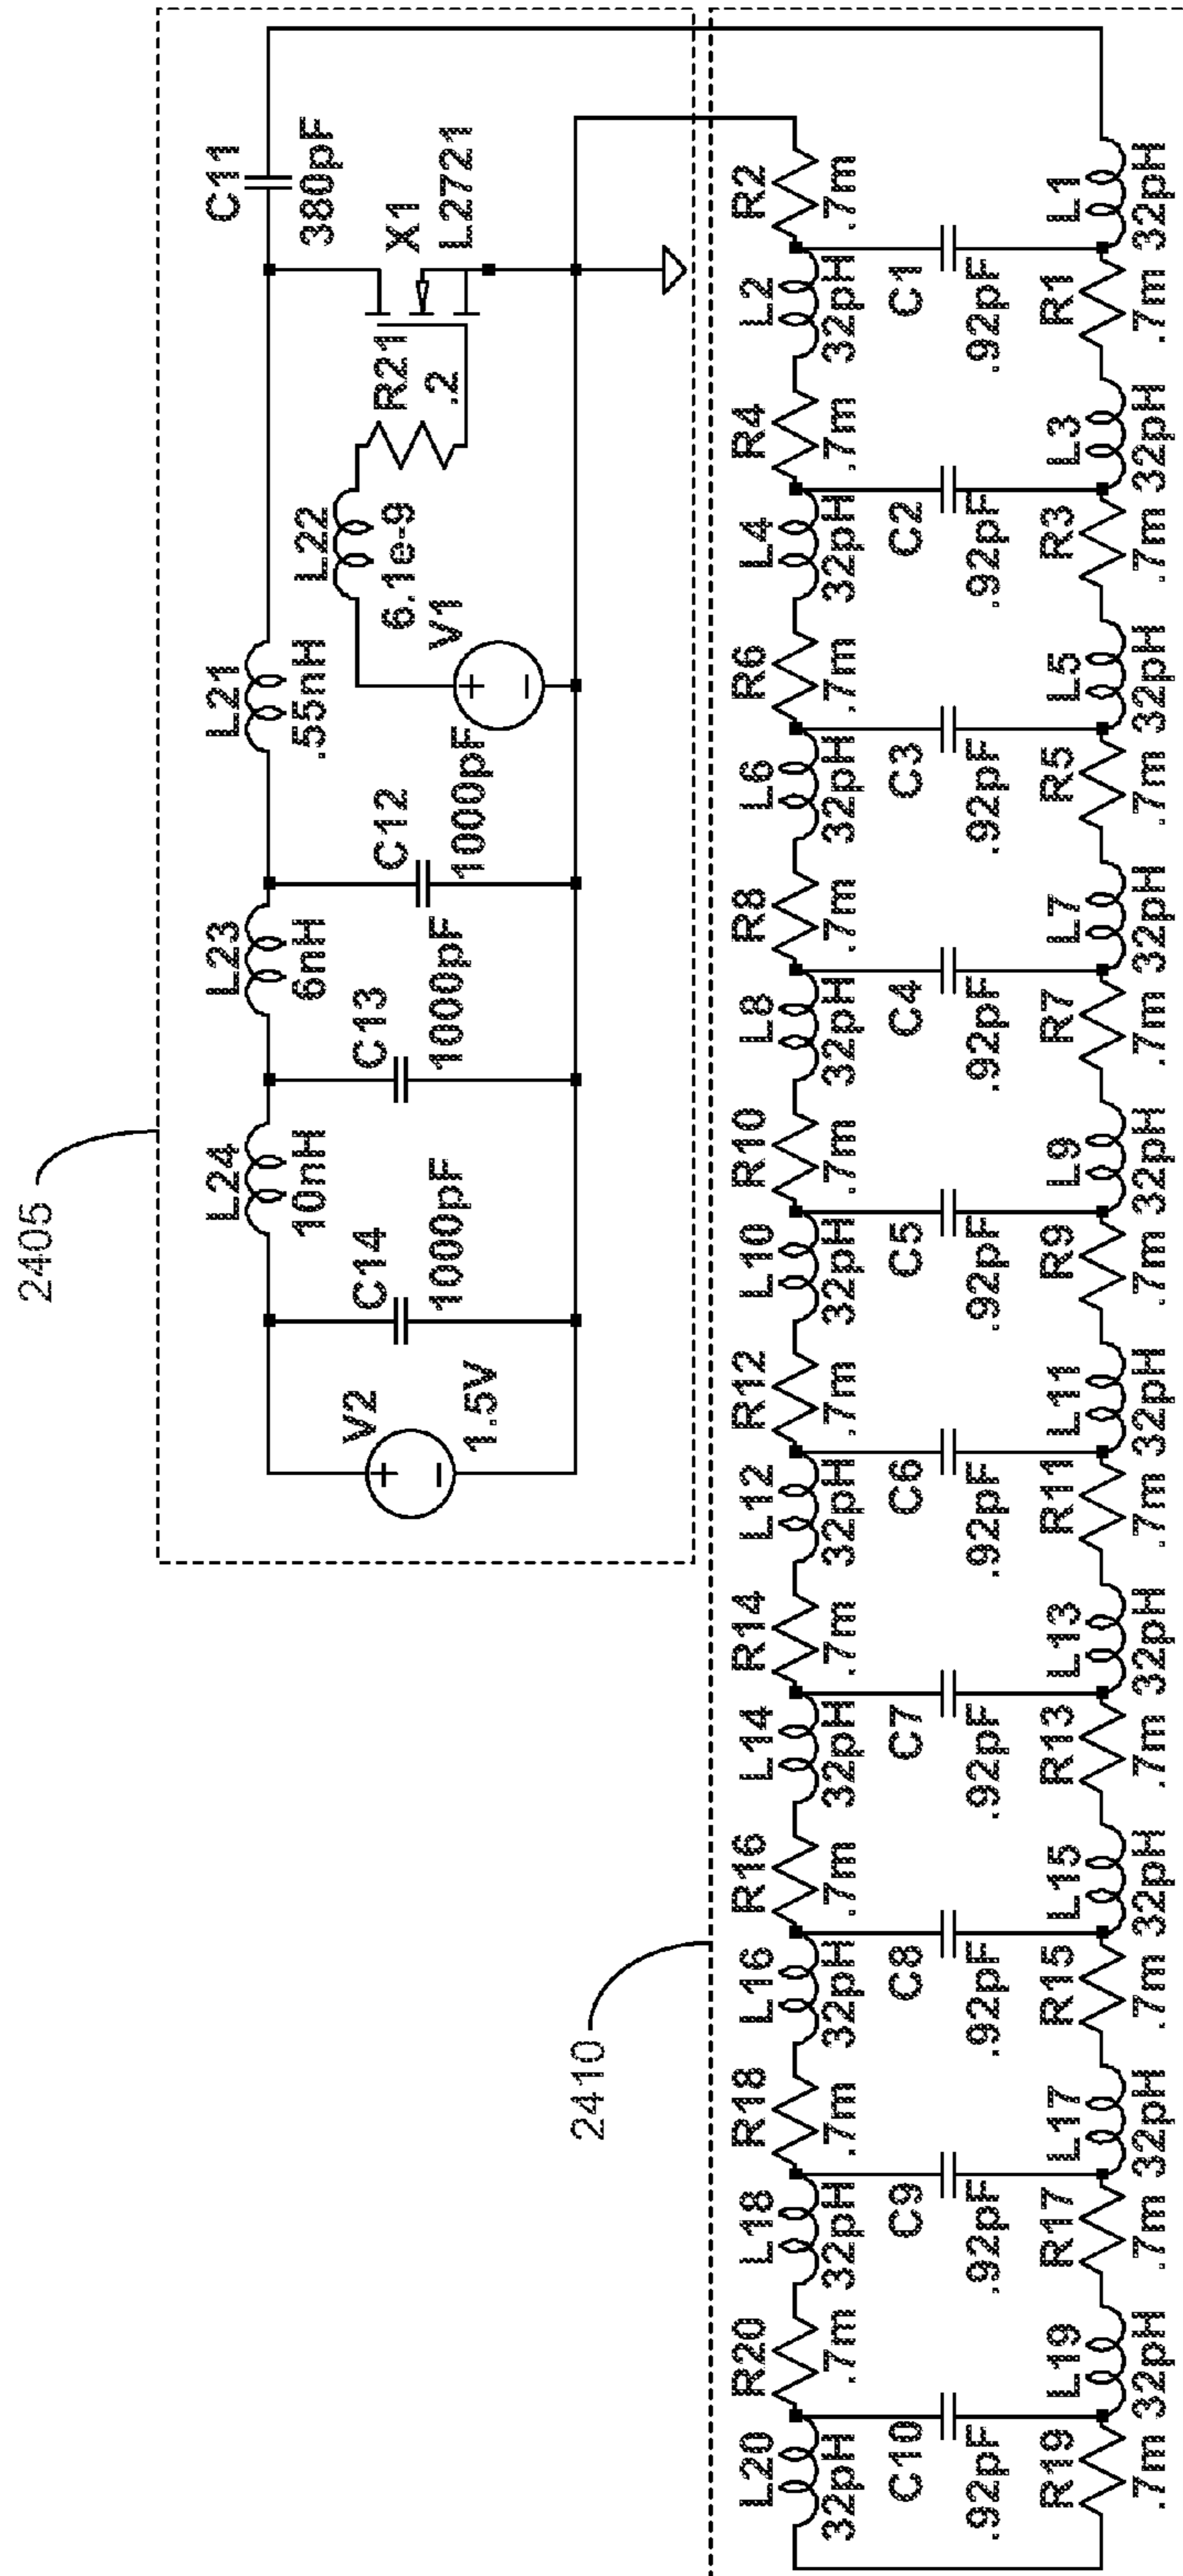 2405
V2
1.5V
C14
1000pF
L24
10nH
C13
1000pF
L23
6nH
C12
1000pF
L21
.55nH
V1
L22
6.1e-9
R21
.2
X1
L2721
C11
380pF
2410
L20
32pH
R20
.7m
L18
32pH
R18
.7m
L16
32pH
R16
.7m
L14
32pH
R14
.7m
L12
32pH
R12
.7m
L10
32pH
R10
.7m
L8
32pH
R8
.7m
L6
32pH
R6
.7m
L4
32pH
R4
.7m
L2
32pH
R2
.7m
C10
.92pF
C9
.92pF
C8
.92pF
C7
.92pF
C6
.92pF
C5
.92pF
C4
.92pF
C3
.92pF
C2
.92pF
C1
.92pF
R19
.7m
L19
32pH
R17
.7m
L17
32pH
R15
.7m
L15
32pH
R13
.7m
L13
32pH
R11
.7m
L11
32pH
R9
.7m
L9
32pH
R7
.7m
L7
32pH
R5
.7m
L5
32pH
R3
.7m
L3
32pH
R1
.7m
L1
32pH